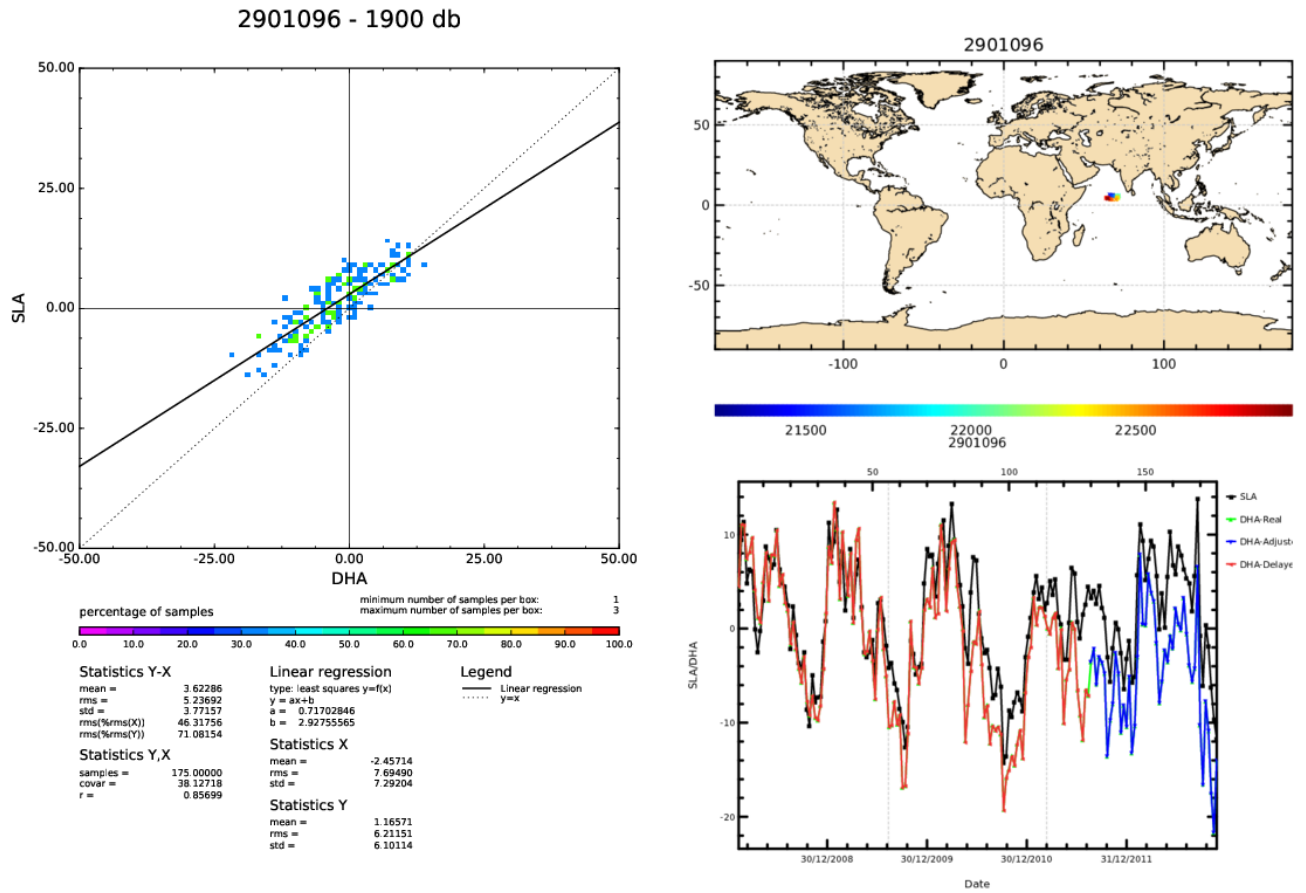 2901096 - 1900 db
50.00
25.00
0.00
-25.00
-50.00
SLA
-50.00 -25.00 0.00 25.00 50.00
DHA
percentage of samples
minimum number of samples per box: 1
maximum number of samples per box: 3
0.0 10.0 20.0 30.0 40.0 50.0 60.0 70.0 80.0 90.0 100.0
Statistics Y-X
mean = 3.62286
rms = 5.23692
std = 3.77157
rms(%rms(X)) 46.31756
rms(%rms(Y)) 71.08154
Statistics Y,X
samples = 175.00000
covar = 38.12718
r = 0.85699
Linear regression
type: least squares y=f(x)
y = ax+b
a = 0.71702846
b = 2.92755565
Statistics X
mean = -2.45714
rms = 7.69490
std = 7.29204
Statistics Y
mean = 1.16571
rms = 6.21151
std = 6.10114
Legend
Linear regression
y=x
2901096
50
0
-50
-100 0 100
21500 22000 22500
2901096
50 100 150
10
0
-10
-20
SLA/DHA
30/12/2008 30/12/2009 30/12/2010 31/12/2011
Date
SLA
DHA-Real
DHA-Adjust
DHA-Delaye